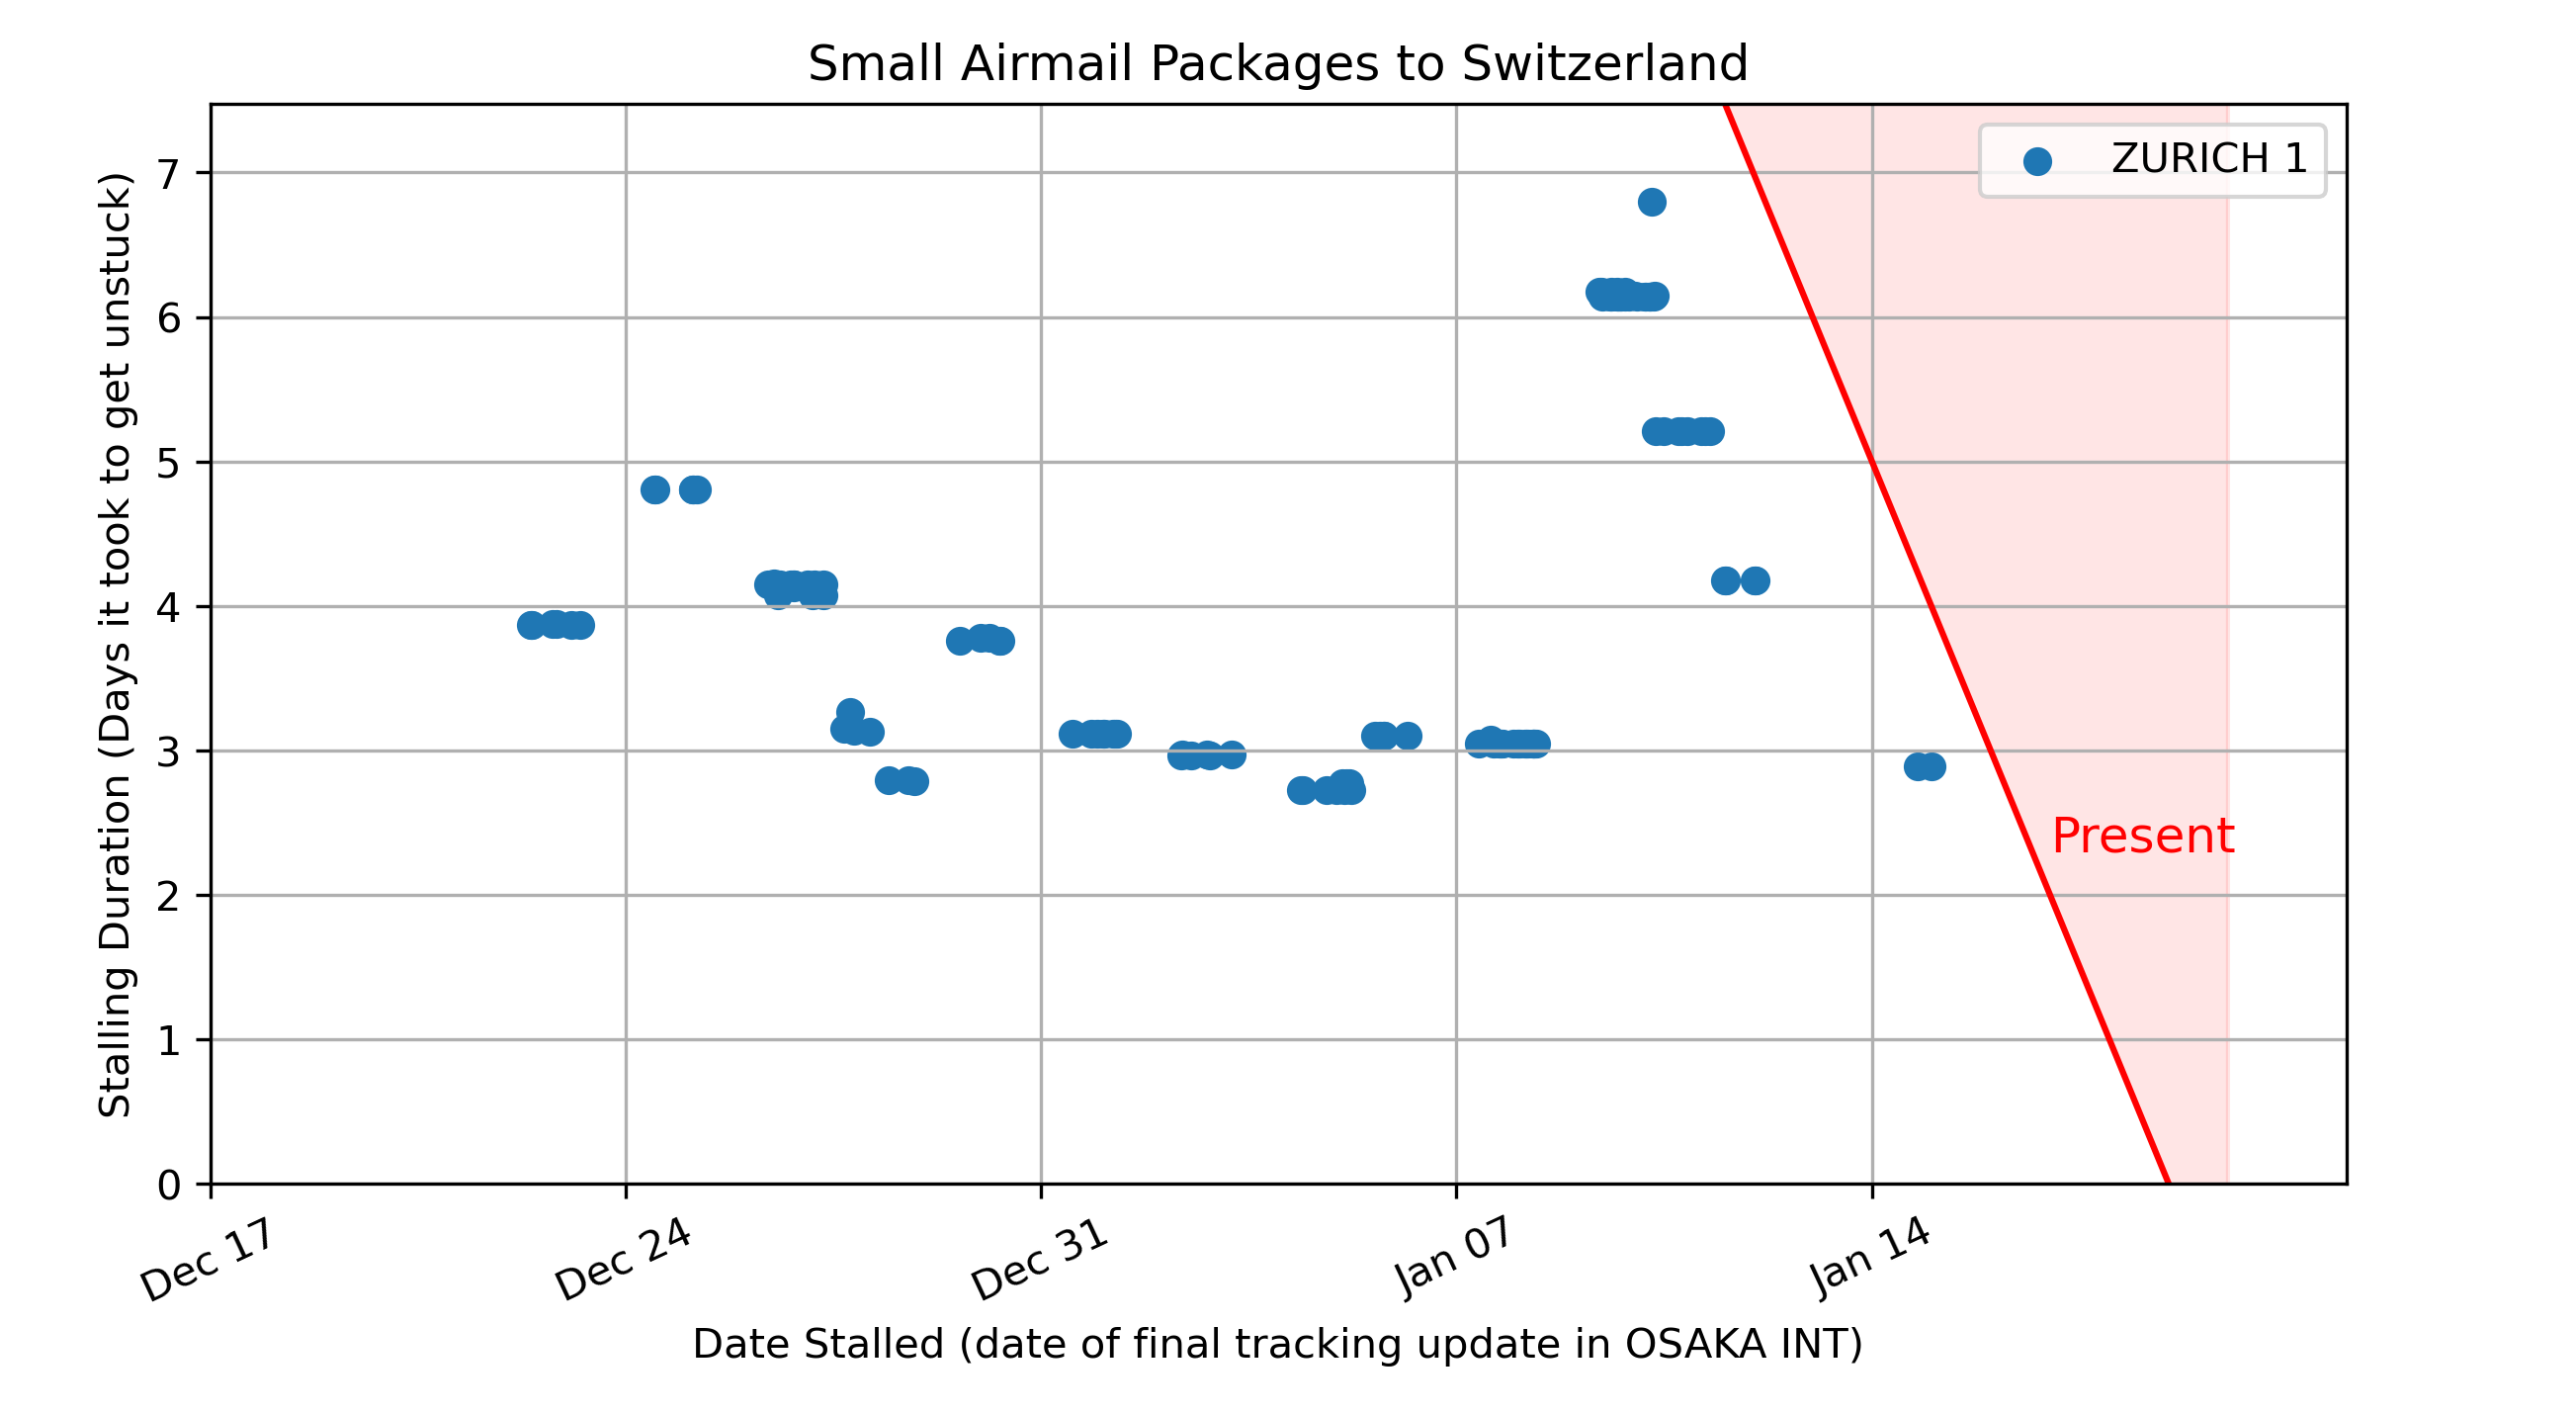 Small Airmail Packages to Switzerland
ZURICH 1
Stalling Duration (Days it took to get unstuck)
7
6
5
4
3
2
1
0
Present
Dec 17
Dec 24
Dec 31
Jan 07
Jan 14
Date Stalled (date of final tracking update in OSAKA INT)